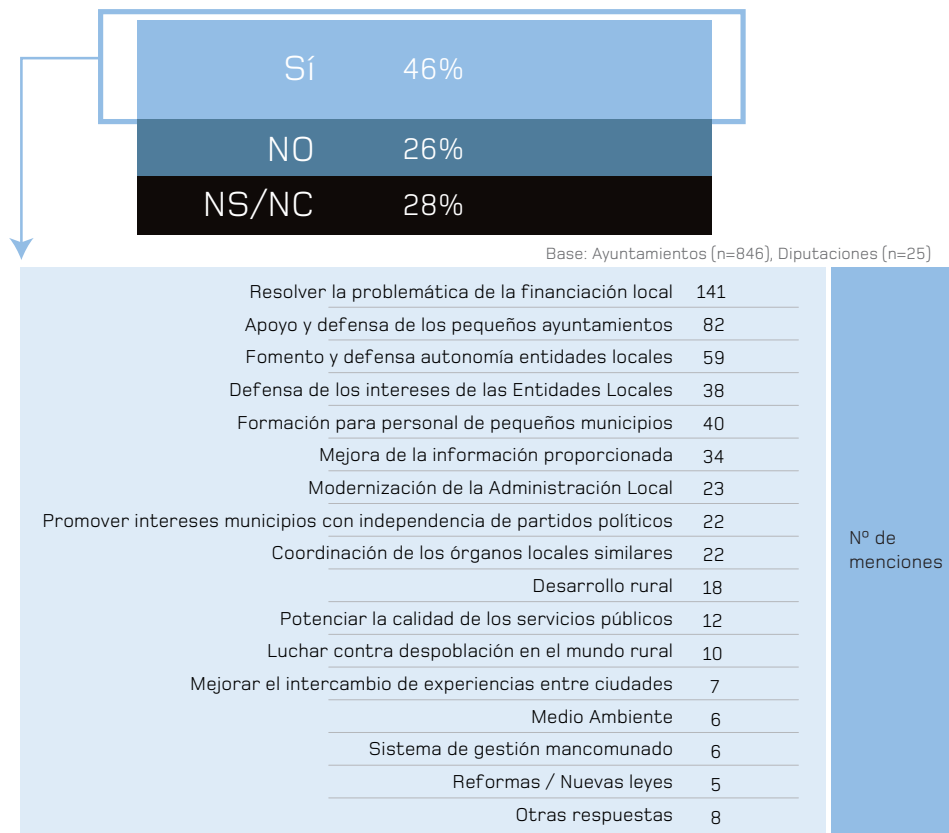 Sí 46%
NO 26%
NS/NC 28%
Base: Ayuntamientos (n=846), Diputaciones (n=25)
Resolver la problemática de la financiación local 141
Apoyo y defensa de los pequeños ayuntamientos 82
Fomento y defensa autonomía entidades locales 59
Defensa de los intereses de las Entidades Locales 38
Formación para personal de pequeños municipios 40
Mejora de la información proporcionada 34
Modernización de la Administración Local 23
Promover intereses municipios con independencia de partidos políticos 22
Coordinación de los órganos locales similares 22
Desarrollo rural 18
Potenciar la calidad de los servicios públicos 12
Luchar contra despoblación en el mundo rural 10
Mejorar el intercambio de experiencias entre ciudades 7
Medio Ambiente 6
Sistema de gestión mancomunado 6
Reformas / Nuevas leyes 5
Otras respuestas 8
Nº de
menciones